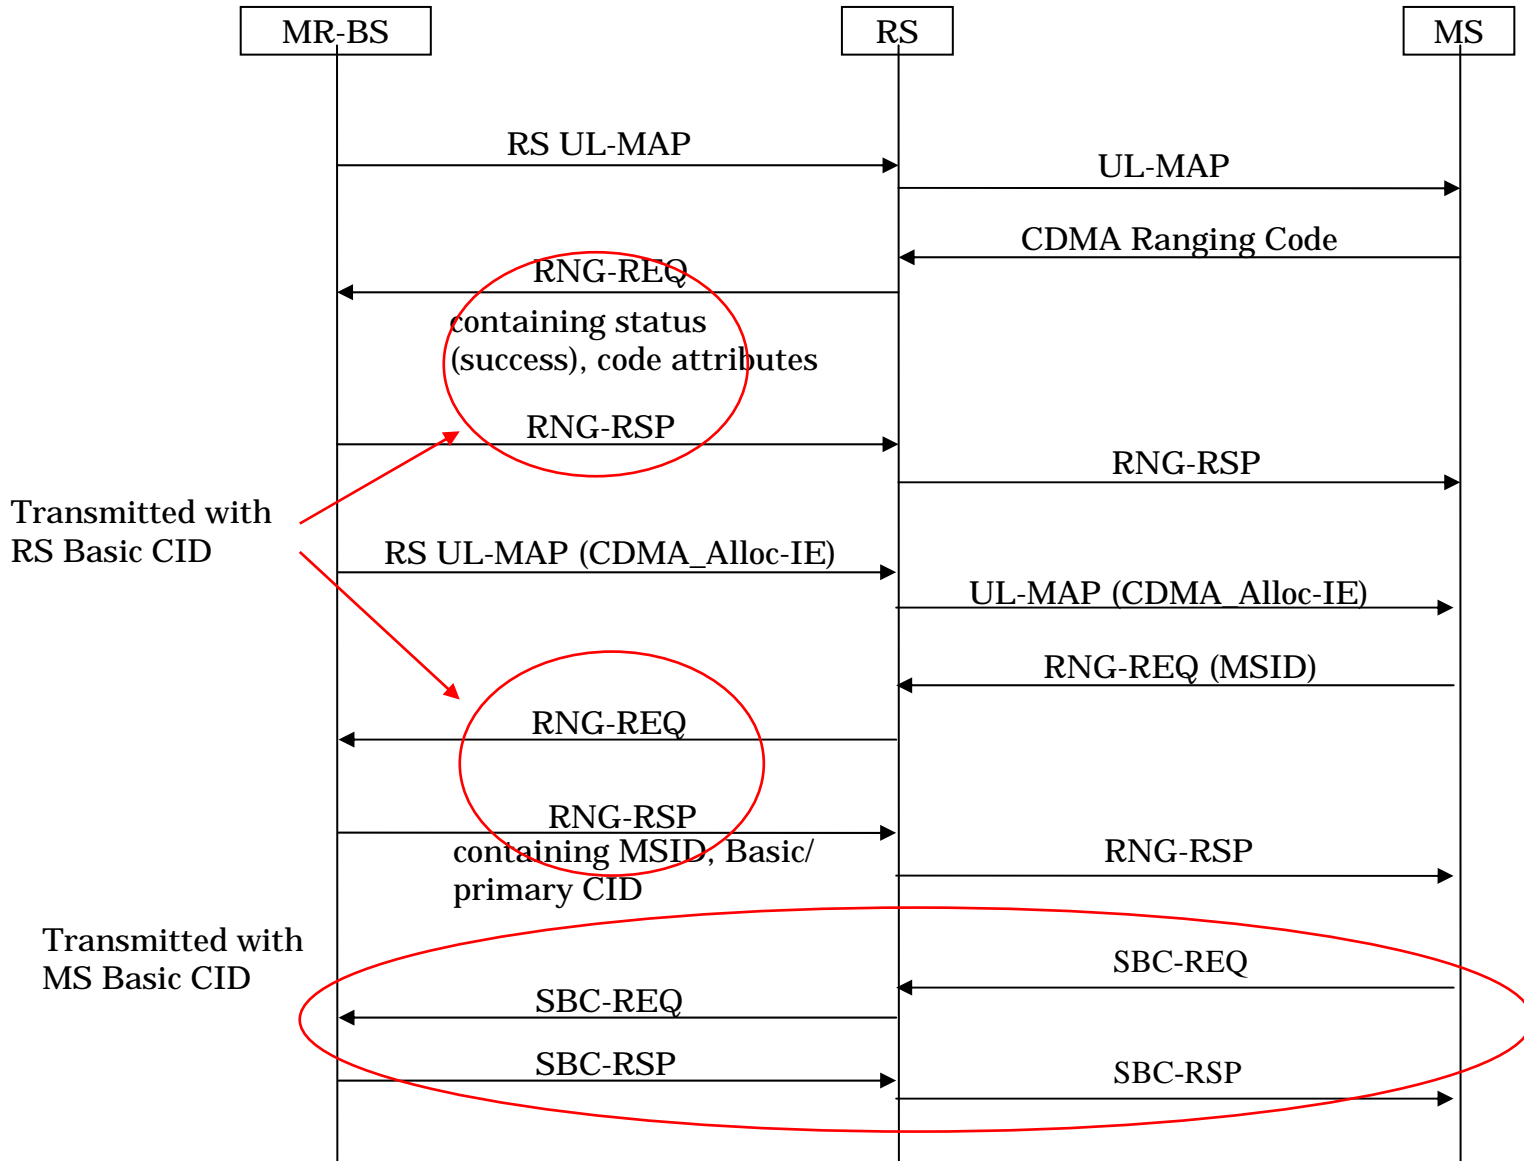 MR-BS
RS
MS
RS UL-MAP
UL-MAP
CDMA Ranging Code
RNG-REQ
containing status
(success), code attributes
RNG-RSP
RNG-RSP
Transmitted with
RS Basic CID
RS UL-MAP (CDMA_Alloc-IE)
UL-MAP (CDMA_Alloc-IE)
RNG-REQ (MSID)
RNG-REQ
RNG-RSP
containing MSID, Basic/
primary CID
RNG-RSP
Transmitted with
MS Basic CID
SBC-REQ
SBC-REQ
SBC-RSP
SBC-RSP